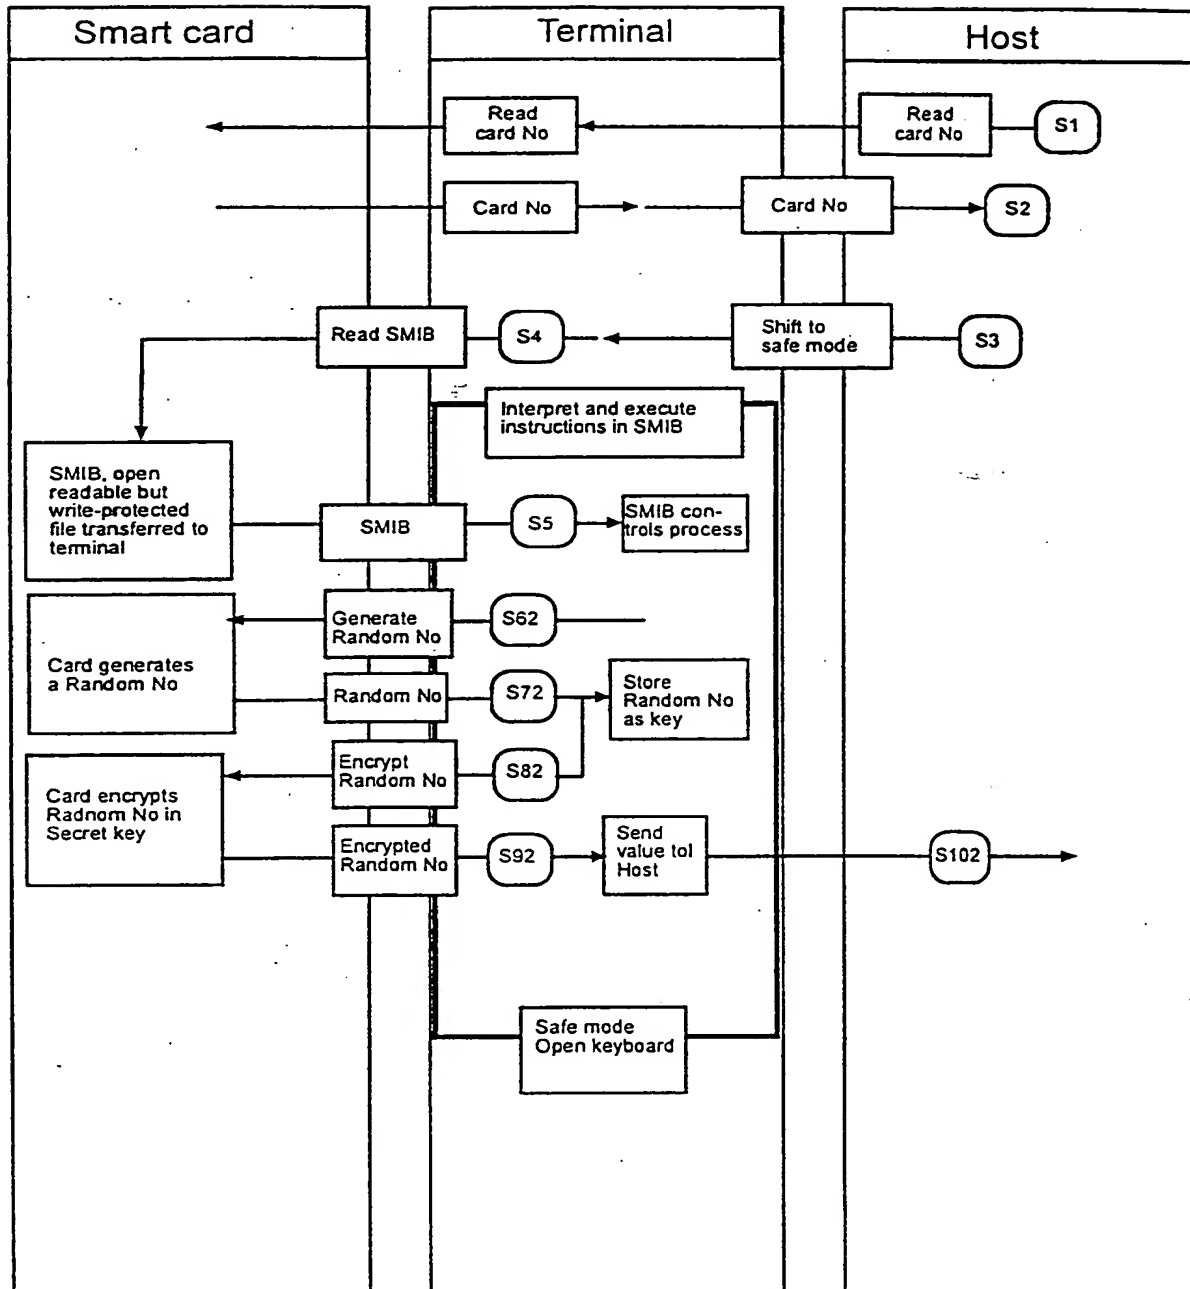 Smart card
Terminal
Host
Read
card No
Read
card No
S1
Card No
Card No
S2
Read SMIB
S4
Shift to
safe mode
S3
Interpret and execute
instructions in SMIB
SMIB, open
readable but
write-protected
file transferred to
terminal
SMIB
S5
SMIB con-
trols process
Generate
Random No
S62
Card generates
a Random No
Random No
S72
Store
Random No
as key
Encrypt
Random No
S82
Card encrypts
Radnom No in
Secret key
Encrypted
Random No
S92
Send
value tol
Host
S102
Safe mode
Open keyboard